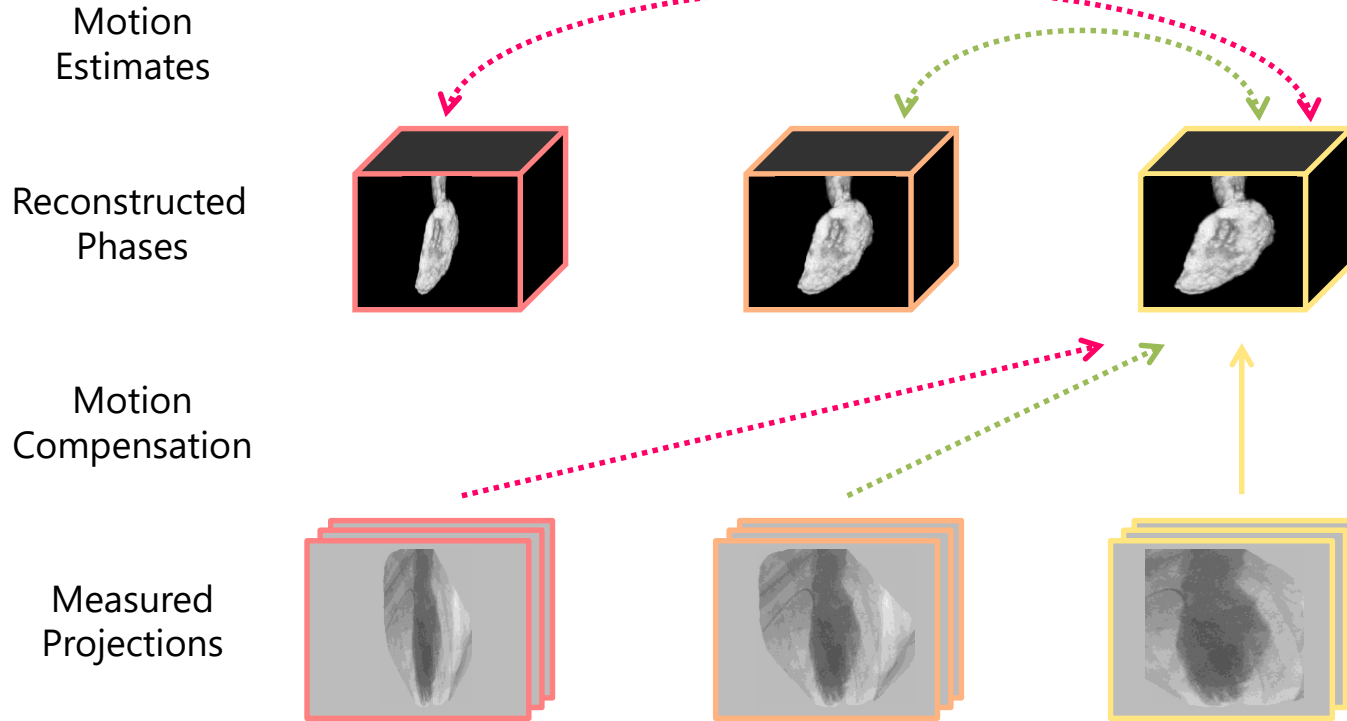 Motion
Estimates
Reconstructed
Phases
Motion
Compensation
Measured
Projections